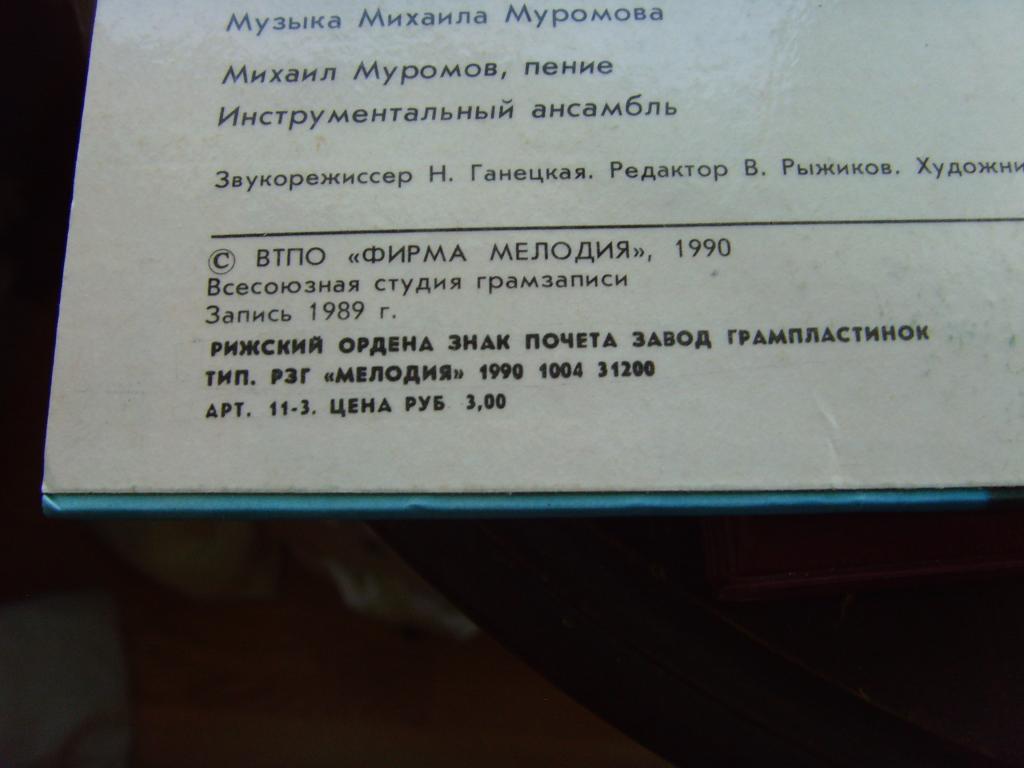 Музыка Михаила Муромова
Михаил Муромов, пение
Инструментальный ансамбль
Звукорежиссер Н. Ганецкая. Редактор В. Рыжиков. Художни
© ВТПО «ФИРМА МЕЛОДИЯ», 1990
Всесоюзная студия грамзаписи
Запись 1989 г.
РИЖСКИЙ ОРДЕНА ЗНАК ПОЧЕТА ЗАВОД ГРАМПЛАСТИНОК
ТИП. РЗГ «МЕЛОДИЯ» 1990 1004 31200
АРТ. 11-3. ЦЕНА РУБ 3,00